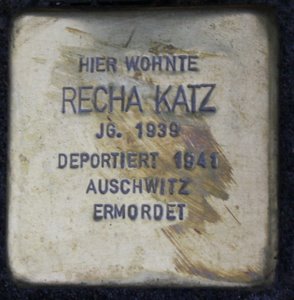 HIER WOHNTE
RECHA KATZ
JG. 1939
DEPORTIERT 1941
AUSCHWITZ
ERMORDET